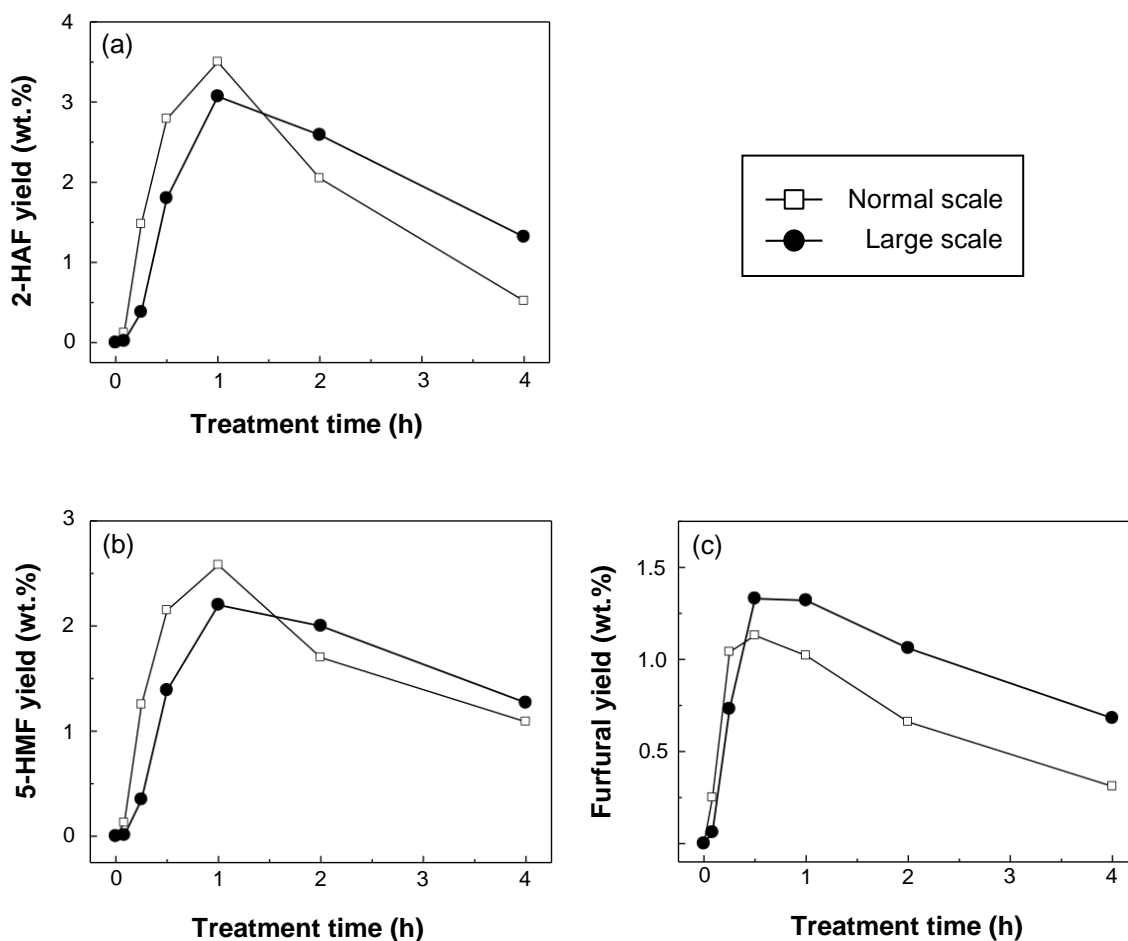 (a)
2-HAF yield (wt.%)
4
3
2
1
0
0 1 2 3 4
Treatment time (h)
Normal scale
Large scale
(b)
5-HMF yield (wt.%)
3
2
1
0
0 1 2 3 4
Treatment time (h)
(c)
Furfural yield (wt.%)
1.5
1.0
0.5
0
0 1 2 3 4
Treatment time (h)